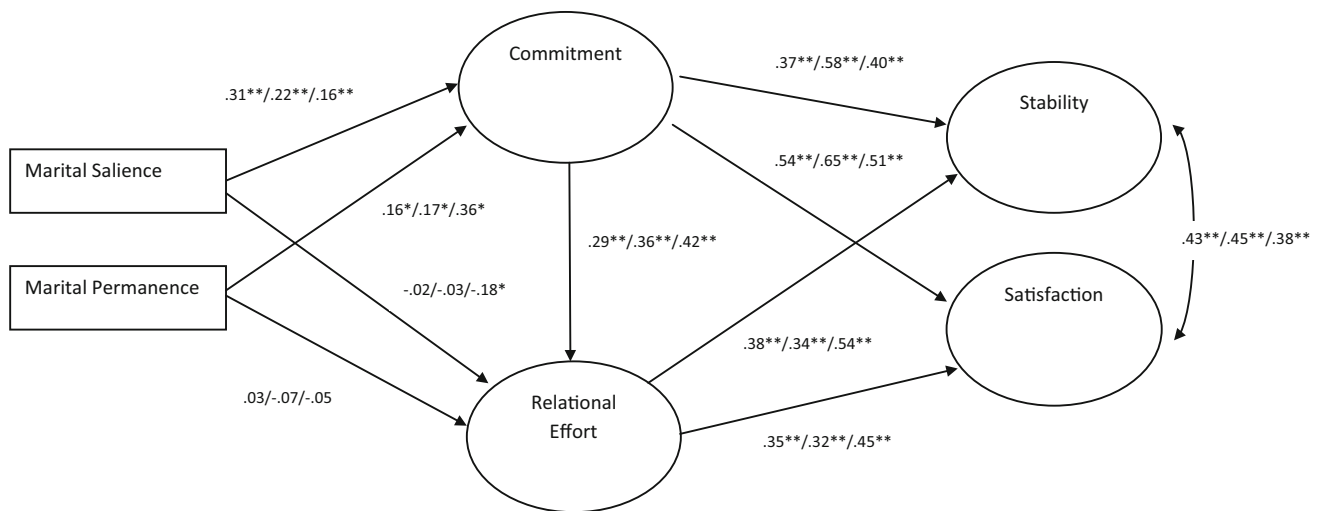 Commitment
.37**/.58**/.40**
Stability
.31**/.22**/.16**
Marital Salience
.54**/.65**/.51**
.16*/.17*/.36*
.29**/.36**/.42**
.43**/.45**/.38**
Marital Permanence
-.02/-.03/-.18*
Satisfaction
.38**/.34**/.54**
.03/-.07/-.05
Relational
Effort
.35**/.32**/.45**